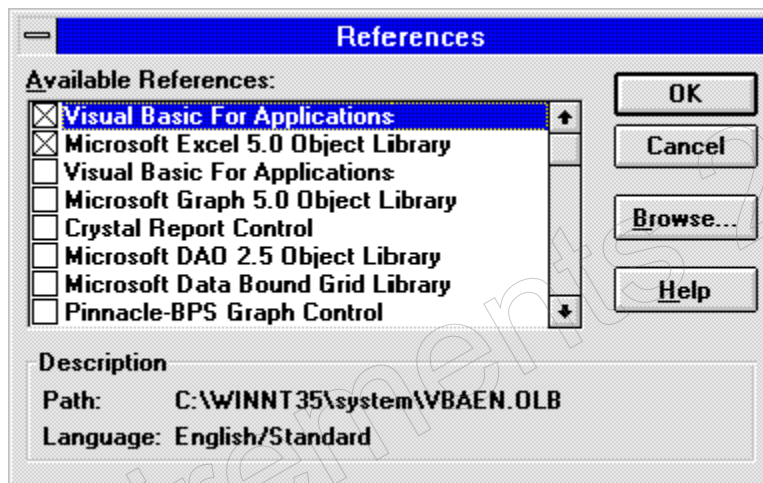 References
Available References:
Visual Basic For Applications
Microsoft Excel 5.0 Object Library
Visual Basic For Applications
Microsoft Graph 5.0 Object Library
Crystal Report Control
Microsoft DAO 2.5 Object Library
Microsoft Data Bound Grid Library
Pinnacle-BPS Graph Control
OK
Cancel
Browse...
Help
Description
Path: C:\WINNT35\system\VBAEN.OLB
Language: English/Standard